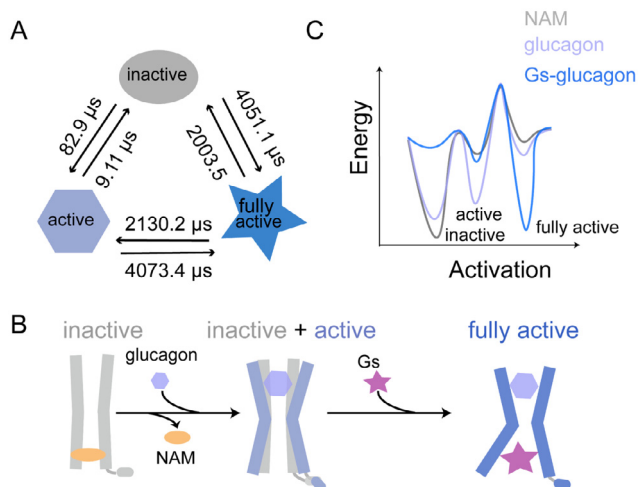 A
inactive
82.9 µs
9.11 µs
4051.1 µs
2003.5
active
fully
active
2130.2 µs
4073.4 µs
C
NAM
glucagon
Gs-glucagon
Energy
active
inactive
fully active
Activation
B
inactive
inactive + active
fully active
glucagon
NAM
Gs